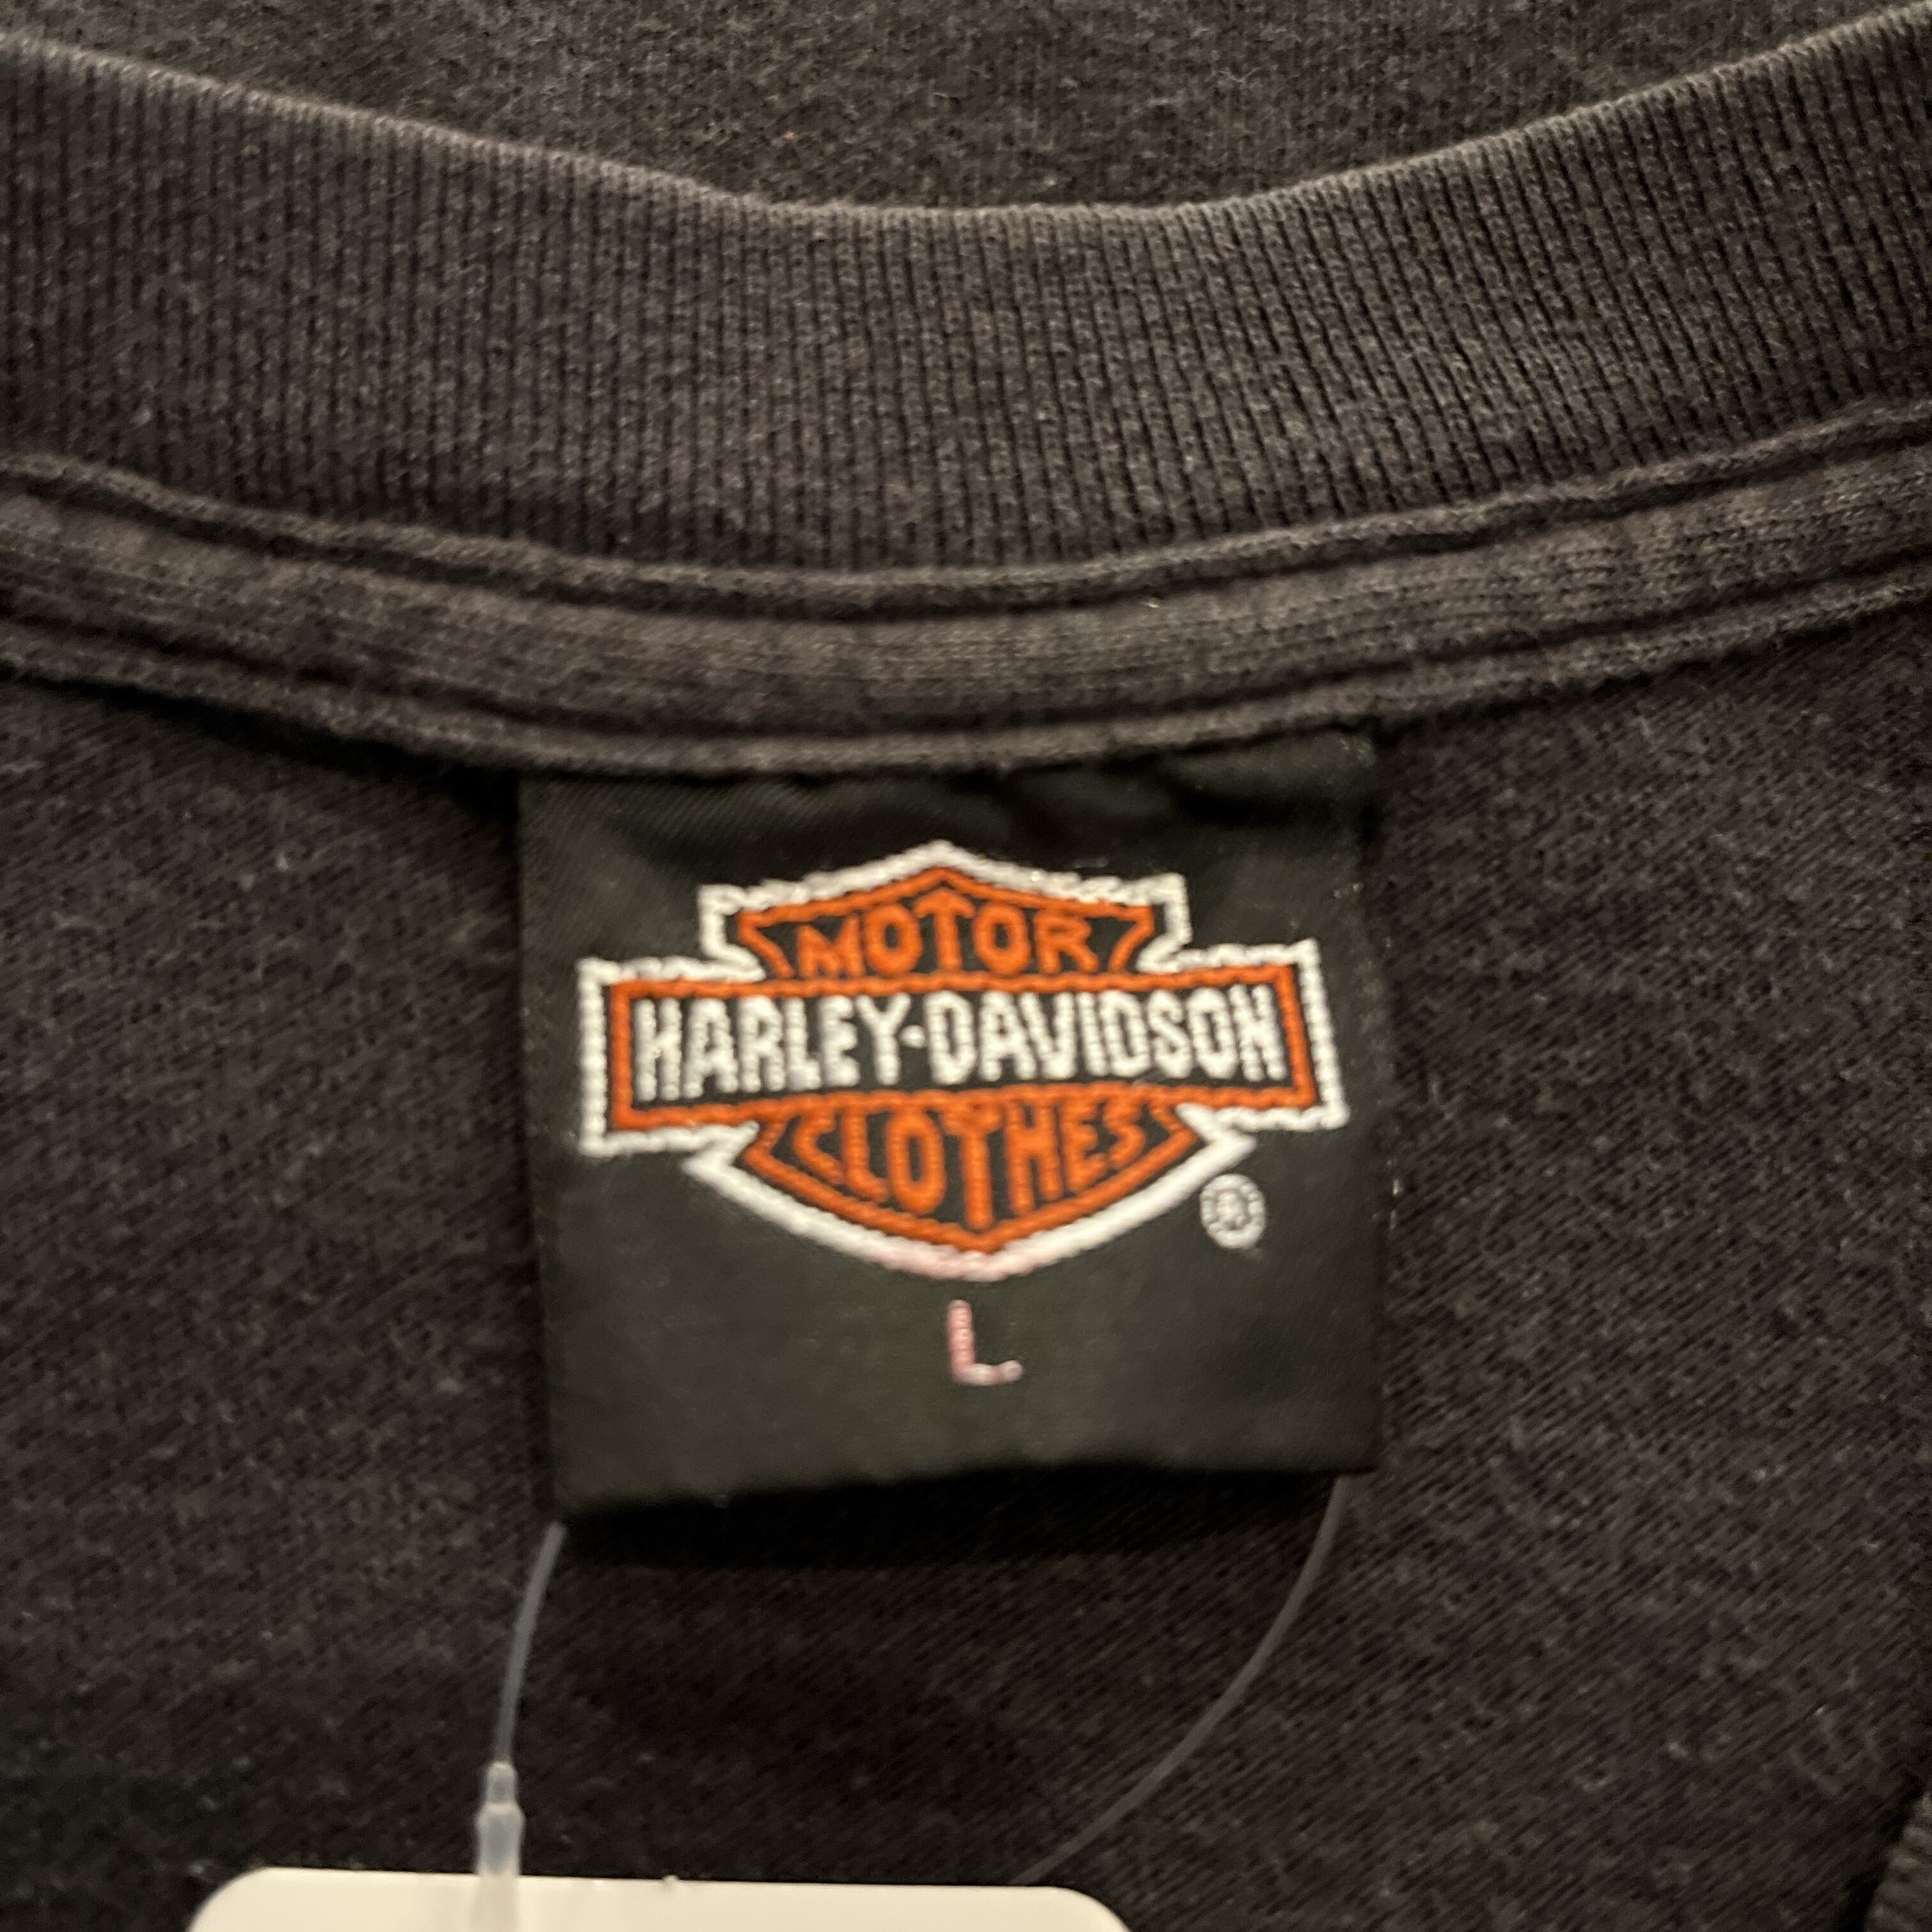 MOTOR
HARLEY-DAVIDSON
CLOTHES
®
L